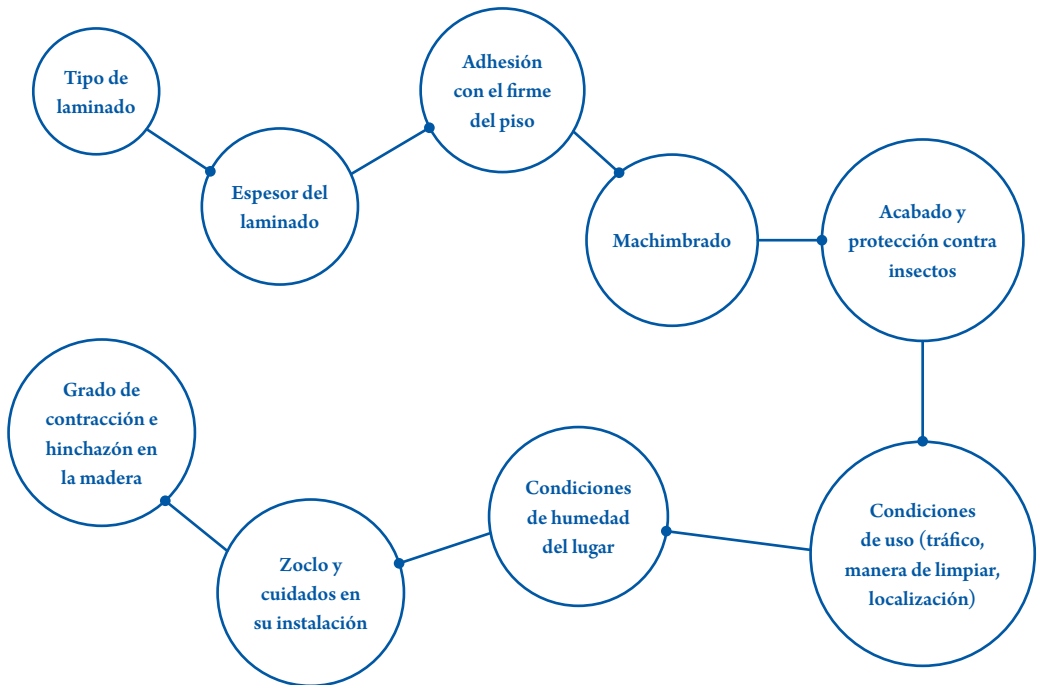 Tipo de
laminado
Espesor del
laminado
Adhesión
con el firme
del piso
Machimbrado
Acabado y
protección contra
insectos
Condiciones
de uso (tráfico,
manera de limpiar,
localización)
Condiciones
de humedad
del lugar
Zoclo y
cuidados en
su instalación
Grado de
contracción e
hinchazón en
la madera